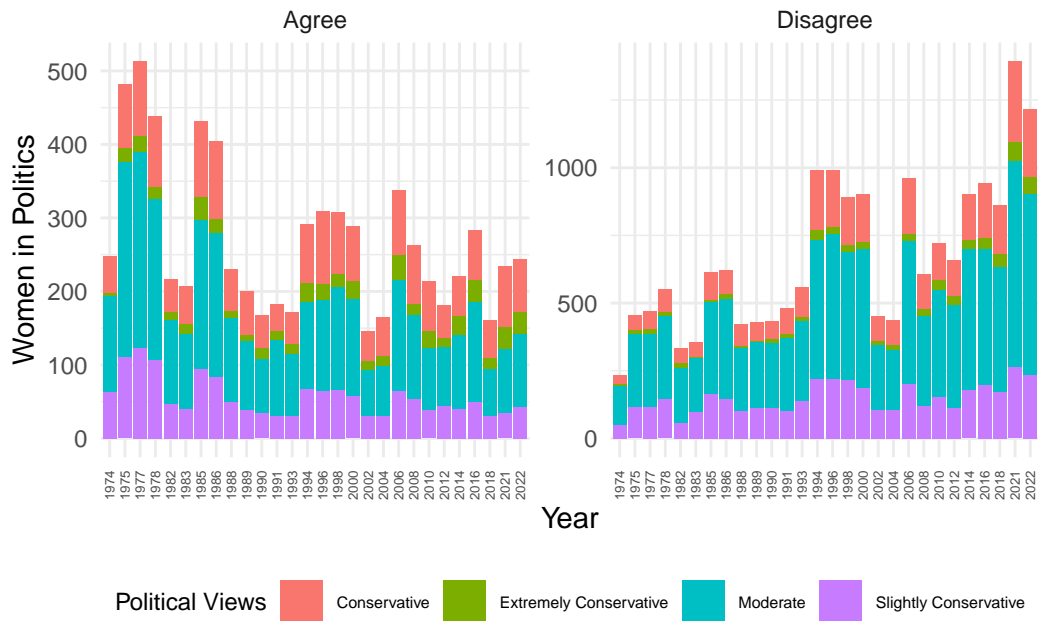 Agree
Disagree
Women in Politics
500
400
300
200
100
0
1000
500
0
1974 1975 1977 1978 1982 1983 1985 1986 1988 1989 1990 1991 1993 1994 1996 1998 2000 2002 2004 2006 2008 2010 2012 2014 2016 2018 2021 2022
1974 1975 1977 1978 1982 1983 1985 1986 1988 1989 1990 1991 1993 1994 1996 1998 2000 2002 2004 2006 2008 2010 2012 2014 2016 2018 2021 2022
Year
Political Views Conservative Extremely Conservative Moderate Slightly Conservative